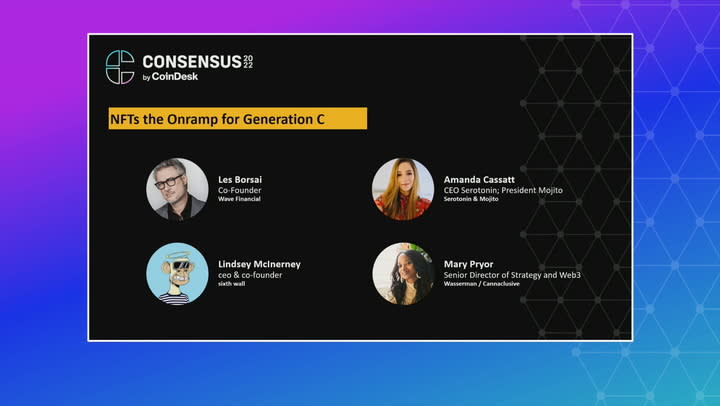 CONSENSUS 20
22
by CoinDesk
NFTs the Onramp for Generation C
Les Borsai
Co-Founder
Wave Financial
Amanda Cassatt
CEO Serotonin; President Mojito
Serotonin & Mojito
Lindsey McInerney
ceo & co-founder
sixth wall
Mary Pryor
Senior Director of Strategy and Web3
Wasserman / Cannaclusive